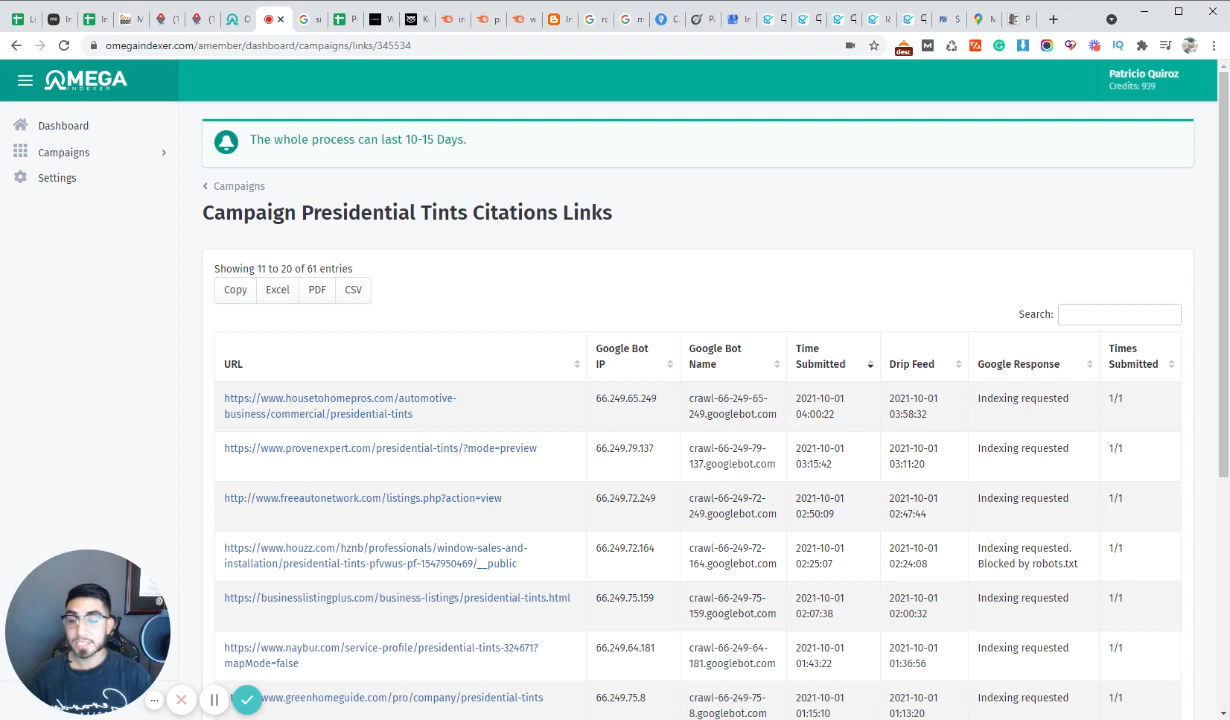 Li
In
In
M
(1
(1
O
si
P
W
K
in
p
w
In
rc
m
C
P
In
S
M
P
omegaindexer.com/amember/dashboard/campaigns/links/345534
desc
IQ
OMEGA
INDEXER
Patricio Quiroz
Credits: 939
Dashboard
Campaigns
Settings
The whole process can last 10-15 Days.
Campaigns
Campaign Presidential Tints Citations Links
Showing 11 to 20 of 61 entries
Copy Excel PDF CSV
Search:
URL
Google Bot
IP
Google Bot
Name
Time
Submitted
Drip Feed
Google Response
Times
Submitted
https://www.housetohomepros.com/automotive-
business/commercial/presidential-tints
66.249.65.249
crawl-66-249-65-
249.googlebot.com
2021-10-01
04:00:22
2021-10-01
03:58:32
Indexing requested
1/1
https://www.provenexpert.com/presidential-tints/?mode=preview
66.249.79.137
crawl-66-249-79-
137.googlebot.com
2021-10-01
03:15:42
2021-10-01
03:11:20
Indexing requested
1/1
http://www.freeautonetwork.com/listings.php?action=view
66.249.72.249
crawl-66-249-72-
249.googlebot.com
2021-10-01
02:50:09
2021-10-01
02:47:44
Indexing requested
1/1
https://www.houzz.com/hznb/professionals/window-sales-and-
installation/presidential-tints-pfvwus-pf-1547950469/__public
66.249.72.164
crawl-66-249-72-
164.googlebot.com
2021-10-01
02:25:07
2021-10-01
02:24:08
Indexing requested.
Blocked by robots.txt
1/1
https://businesslistingplus.com/business-listings/presidential-tints.html
66.249.75.159
crawl-66-249-75-
159.googlebot.com
2021-10-01
02:07:38
2021-10-01
02:00:32
Indexing requested
1/1
https://www.naybur.com/service-profile/presidential-tints-324671?
mapMode=false
66.249.64.181
crawl-66-249-64-
181.googlebot.com
2021-10-01
01:43:22
2021-10-01
01:36:56
Indexing requested
1/1
www.greenhomeguide.com/pro/company/presidential-tints
66.249.75.8
crawl-66-249-75-
8.googlebot.com
2021-10-01
01:15:10
2021-10-01
01:13:20
Indexing requested
1/1